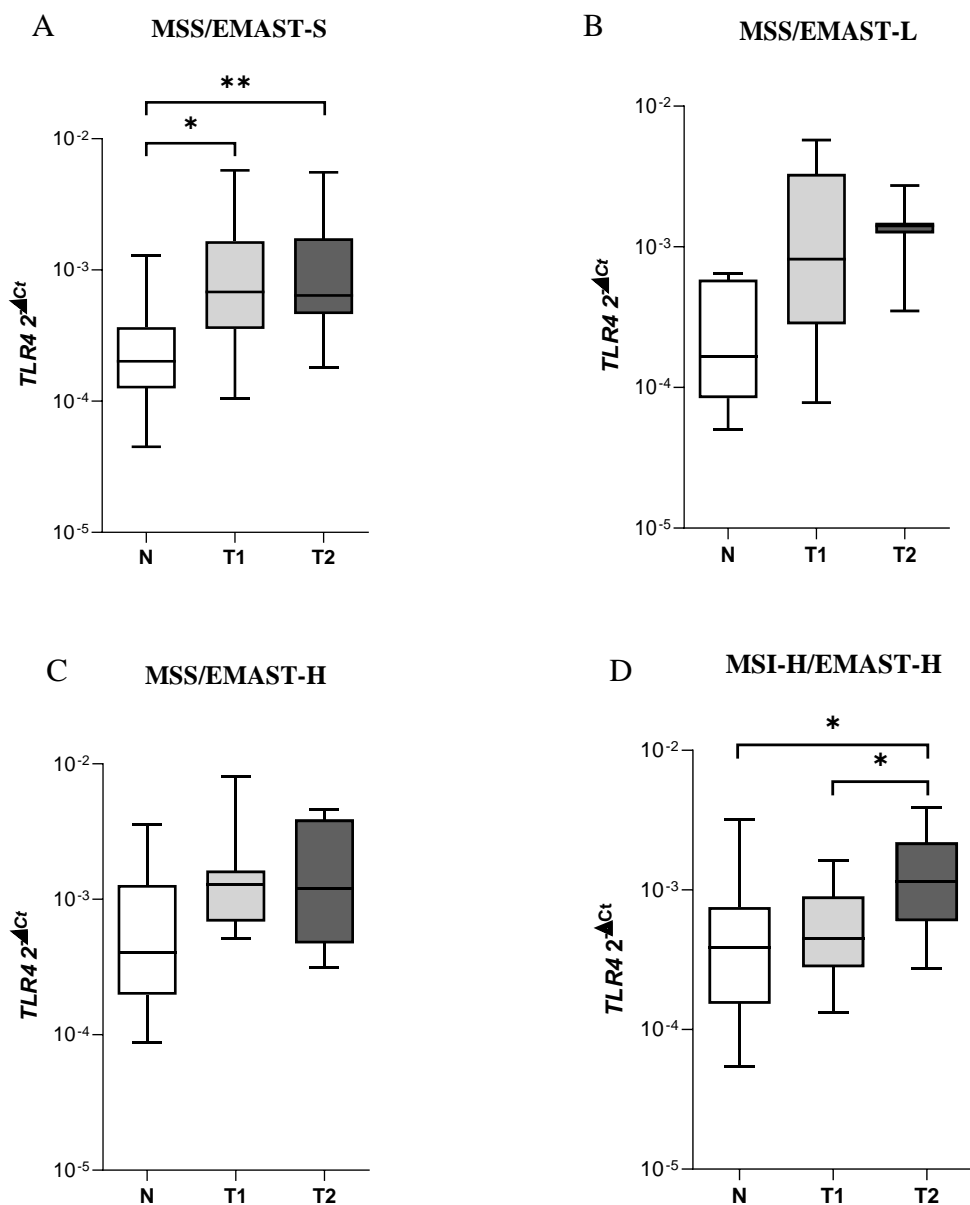 A
MSS/EMAST-S
**
*
10-2
10-3
10-4
10-5
TLR4 2-ΔCt
N T1 T2
B
MSS/EMAST-L
10-2
10-3
10-4
10-5
TLR4 2-ΔCt
N T1 T2
C
MSS/EMAST-H
10-2
10-3
10-4
10-5
TLR4 2-ΔCt
N T1 T2
D
MSI-H/EMAST-H
*
*
10-2
10-3
10-4
10-5
TLR4 2-ΔCt
N T1 T2